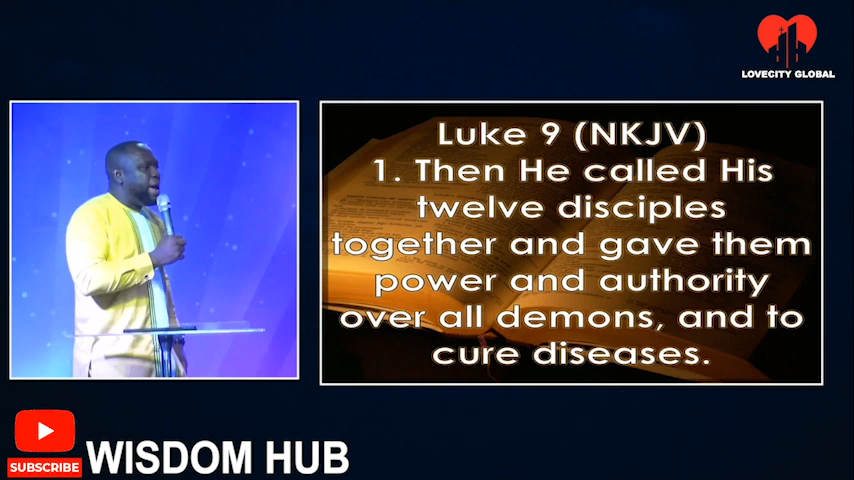 LOVECITY GLOBAL
Luke 9 (NKJV)
1. Then He called His
twelve disciples
together and gave them
power and authority
over all demons, and to
cure diseases.
SUBSCRIBE
WISDOM HUB